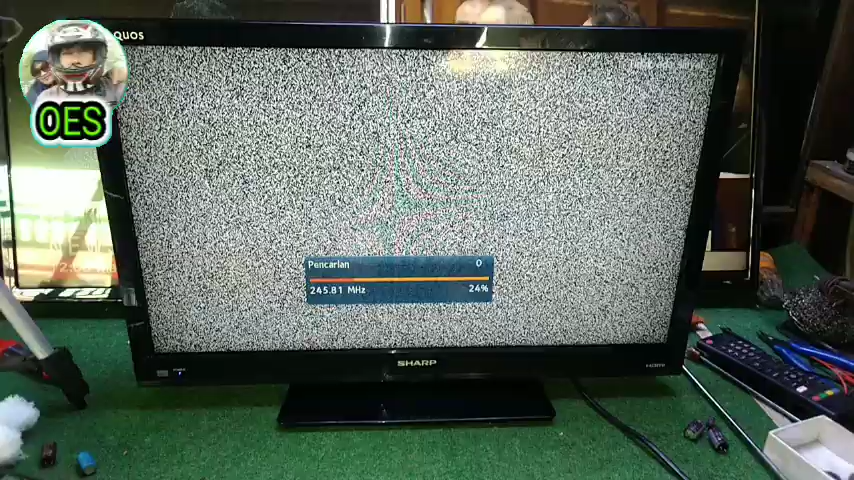 QUOS
OES
Pencarian 0
245.81 MHz 24%
SHARP
HDMI